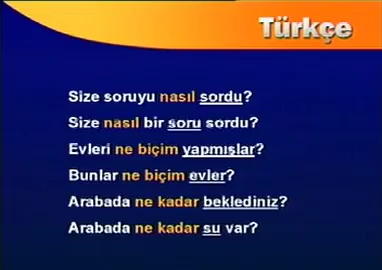 Türkçe
Size soruyu nasıl sordu?
Size nasıl bir soru sordu?
Evleri ne biçim yapmışlar?
Bunlar ne biçim evler?
Arabada ne kadar beklediniz?
Arabada ne kadar su var?